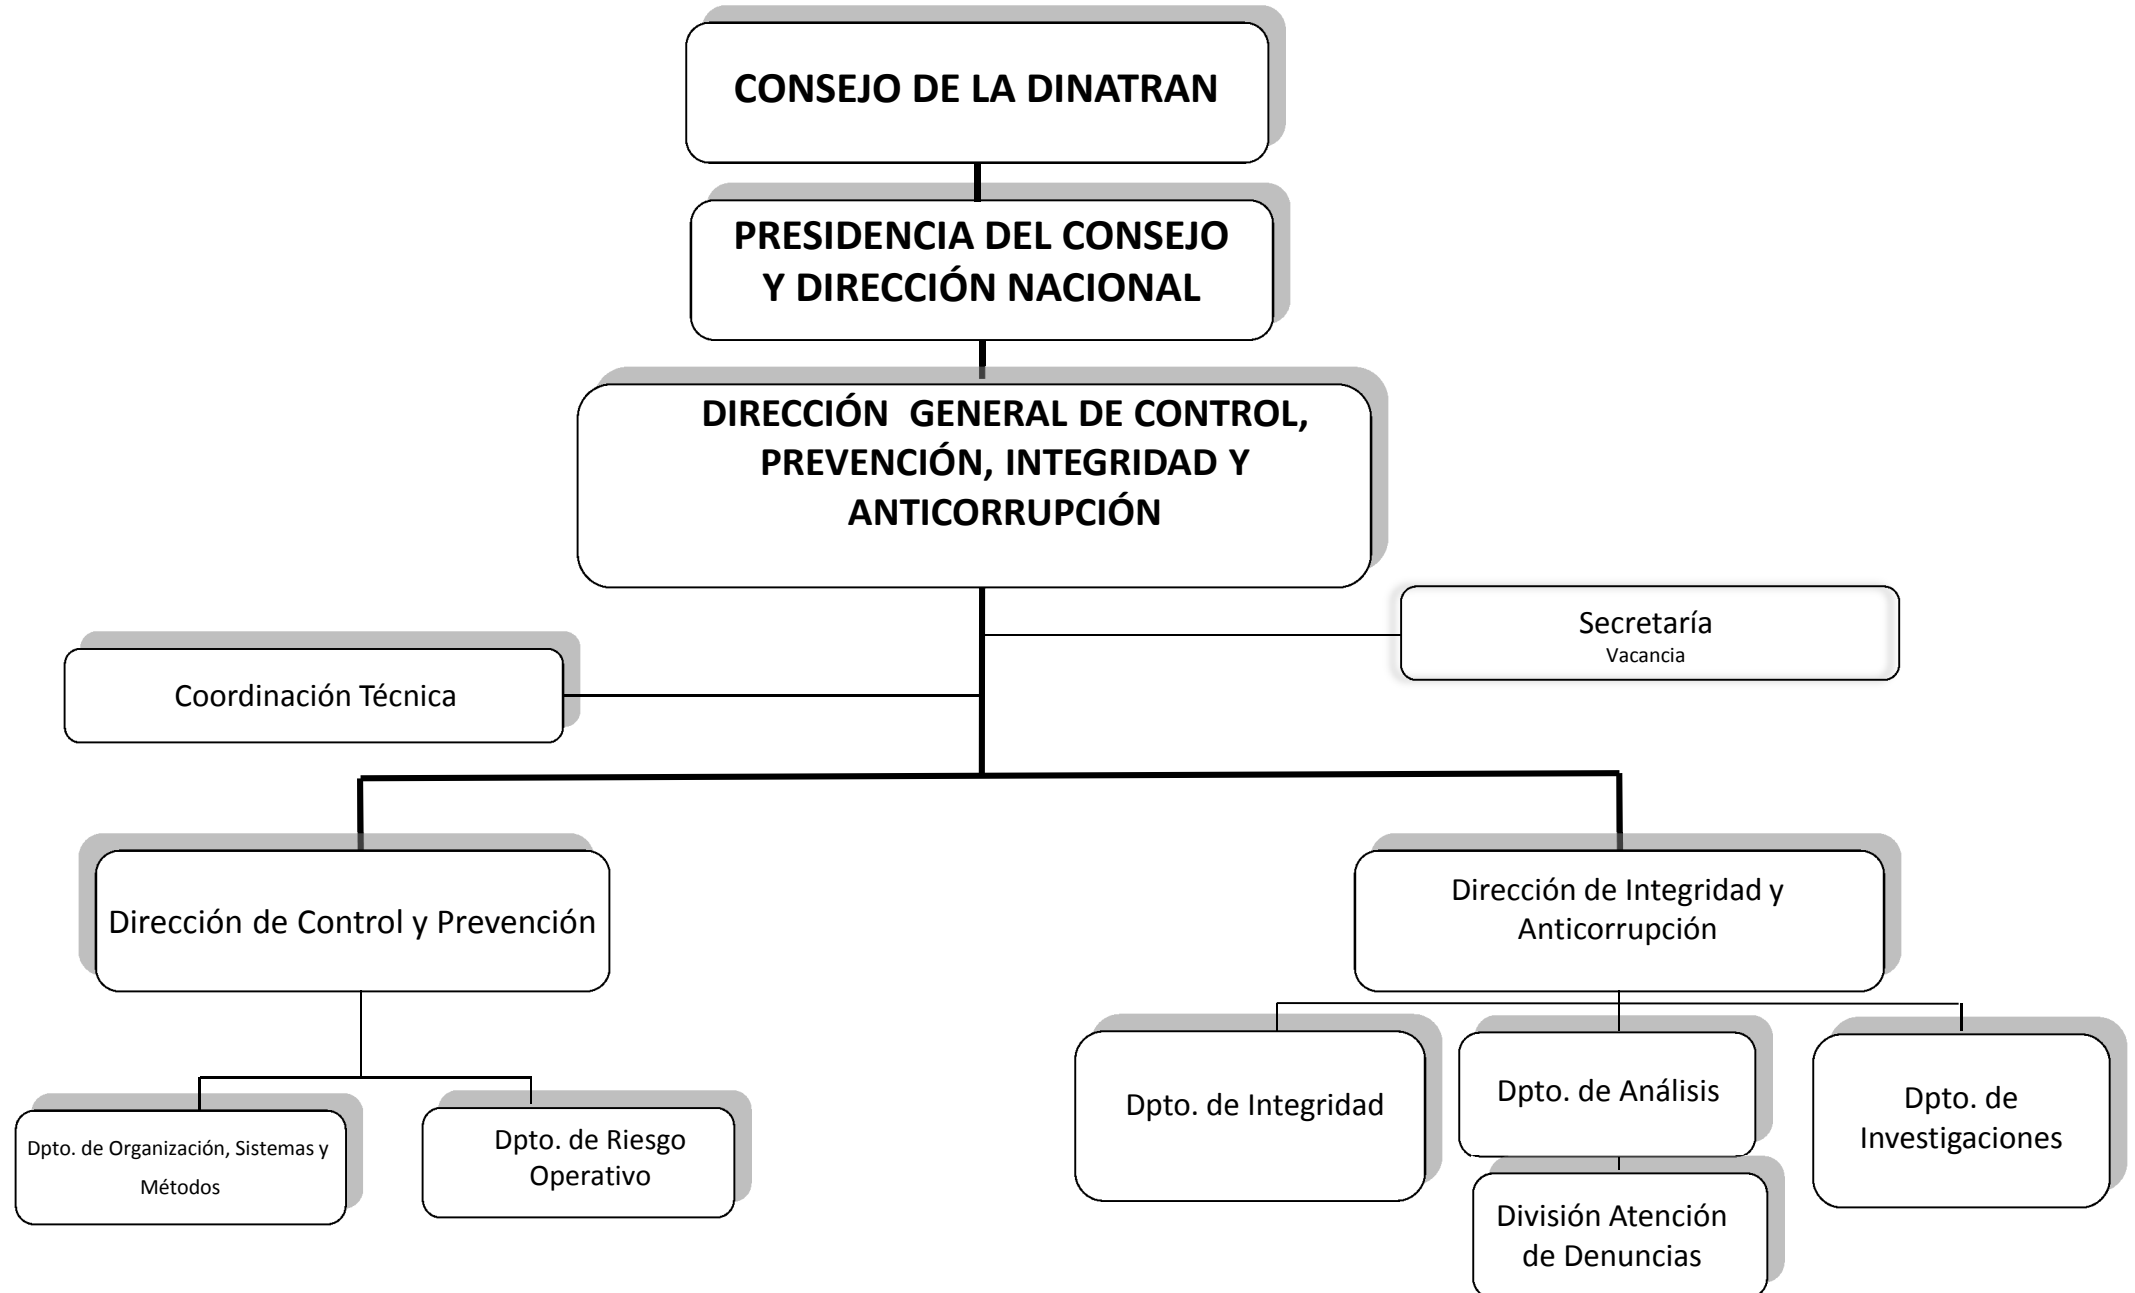 CONSEJO DE LA DINATRAN
PRESIDENCIA DEL CONSEJO
Y DIRECCIÓN NACIONAL
DIRECCIÓN  GENERAL DE CONTROL,
PREVENCIÓN, INTEGRIDAD Y
ANTICORRUPCIÓN
Secretaría
Vacancia
Coordinación Técnica
Dirección de Control y Prevención
Dirección de Integridad y
Anticorrupción
Dpto. de Organización, Sistemas y
Métodos
Dpto. de Riesgo
Operativo
Dpto. de Integridad
Dpto. de Análisis
Dpto. de
Investigaciones
División Atención
de Denuncias